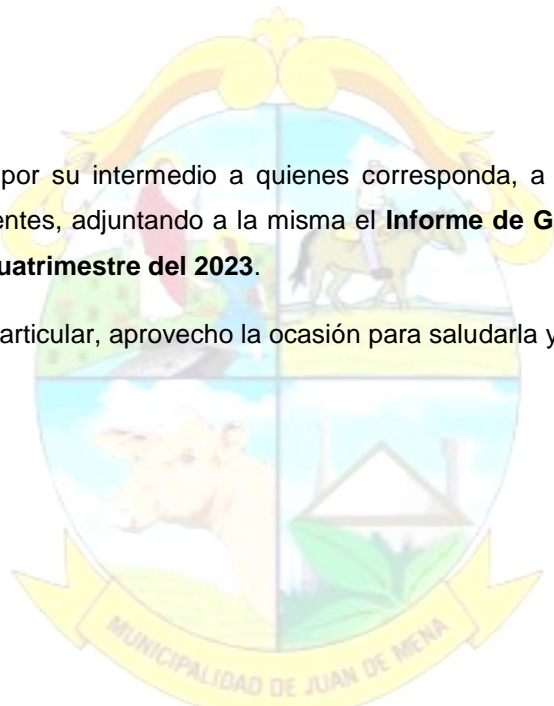 por su intermedio a quienes corresponda, a
entes, adjuntando a la misma el Informe de G
uatrimestre del 2023.
articular, aprovecho la ocasión para saludarla y
MUNICIPALIDAD DE JUAN DE MENA